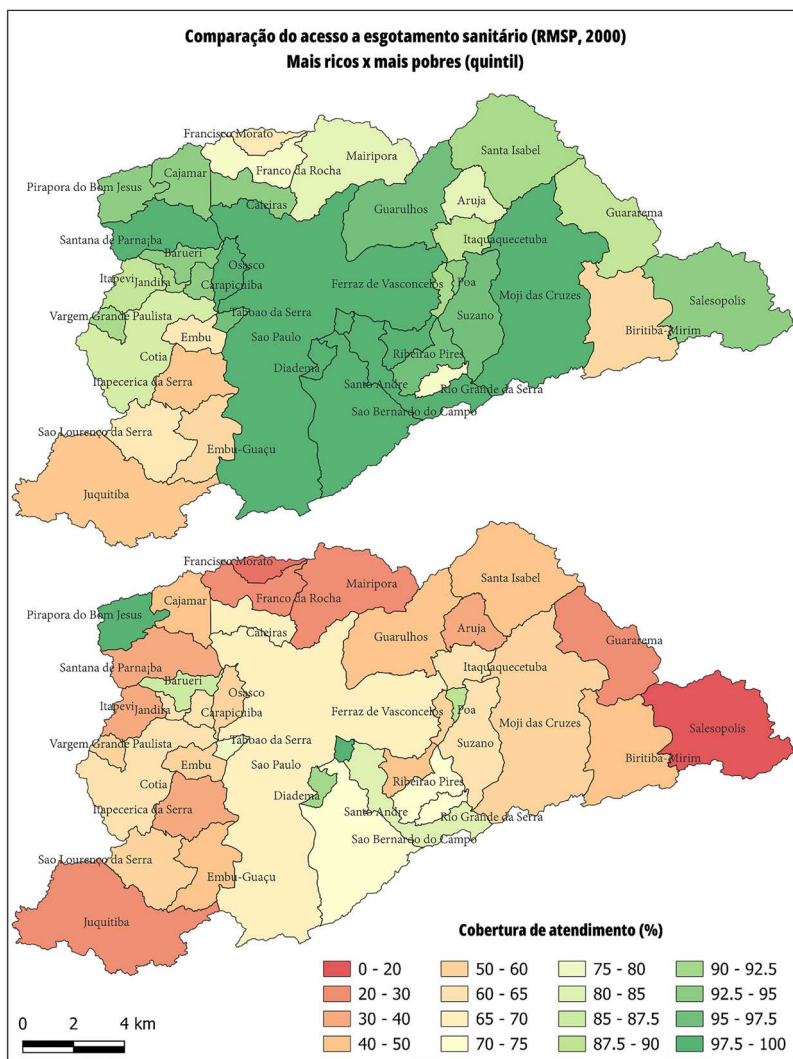 Comparação do acesso a esgotamento sanitário (RMSP, 2000)
Mais ricos x mais pobres (quintil)
Francisco Morato
Mairipora
Santa Isabel
Franco da Rocha
Cajamar
Pirapora do Bom Jesus
Caieiras
Aruja
Guarulhos
Guararema
Santana de Parnajba
Itaquaquecetuba
Barueri
Osasco
Itapevi
Jandira
Carapicuiba
Ferraz de Vasconcelos
Poa
Moji das Cruzes
Salesopolis
Vargem Grande Paulista
Taboao da Serra
Suzano
Biritiba-Mirim
Embu
Sao Paulo
Cotia
Ribeirao Pires
Diadema
Itapecerica da Serra
Santo Andre
Rio Grande da Serra
Sao Bernardo do Campo
Sao Lourenço da Serra
Embu-Guaçu
Juquitiba
Francisco Morato
Mairipora
Santa Isabel
Franco da Rocha
Cajamar
Pirapora do Bom Jesus
Caieiras
Aruja
Guarulhos
Guararema
Santana de Parnajba
Itaquaquecetuba
Barueri
Osasco
Itapevi
Jandira
Carapicuiba
Ferraz de Vasconcelos
Poa
Moji das Cruzes
Salesopolis
Vargem Grande Paulista
Taboao da Serra
Suzano
Biritiba-Mirim
Embu
Sao Paulo
Cotia
Ribeirao Pires
Diadema
Itapecerica da Serra
Santo Andre
Rio Grande da Serra
Sao Bernardo do Campo
Sao Lourenço da Serra
Embu-Guaçu
Juquitiba
Cobertura de atendimento (%)
0 - 20
50 - 60
75 - 80
90 - 92.5
20 - 30
60 - 65
80 - 85
92.5 - 95
30 - 40
65 - 70
85 - 87.5
95 - 97.5
40 - 50
70 - 75
87.5 - 90
97.5 - 100
0 2 4 km